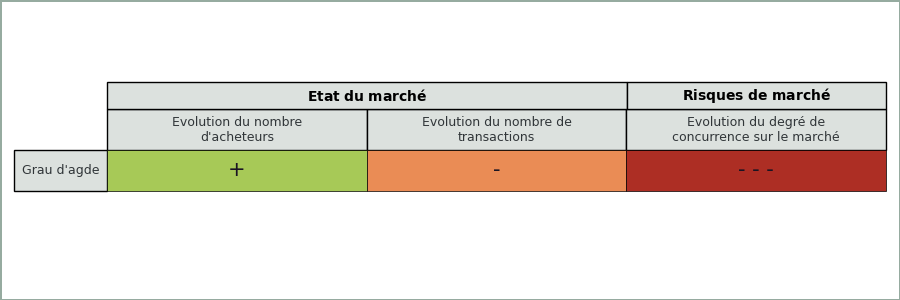 Etat du marché
Risques de marché
Evolution du nombre
d'acheteurs
Evolution du nombre de
transactions
Evolution du degré de
concurrence sur le marché
Grau d'agde
+
-
- - -